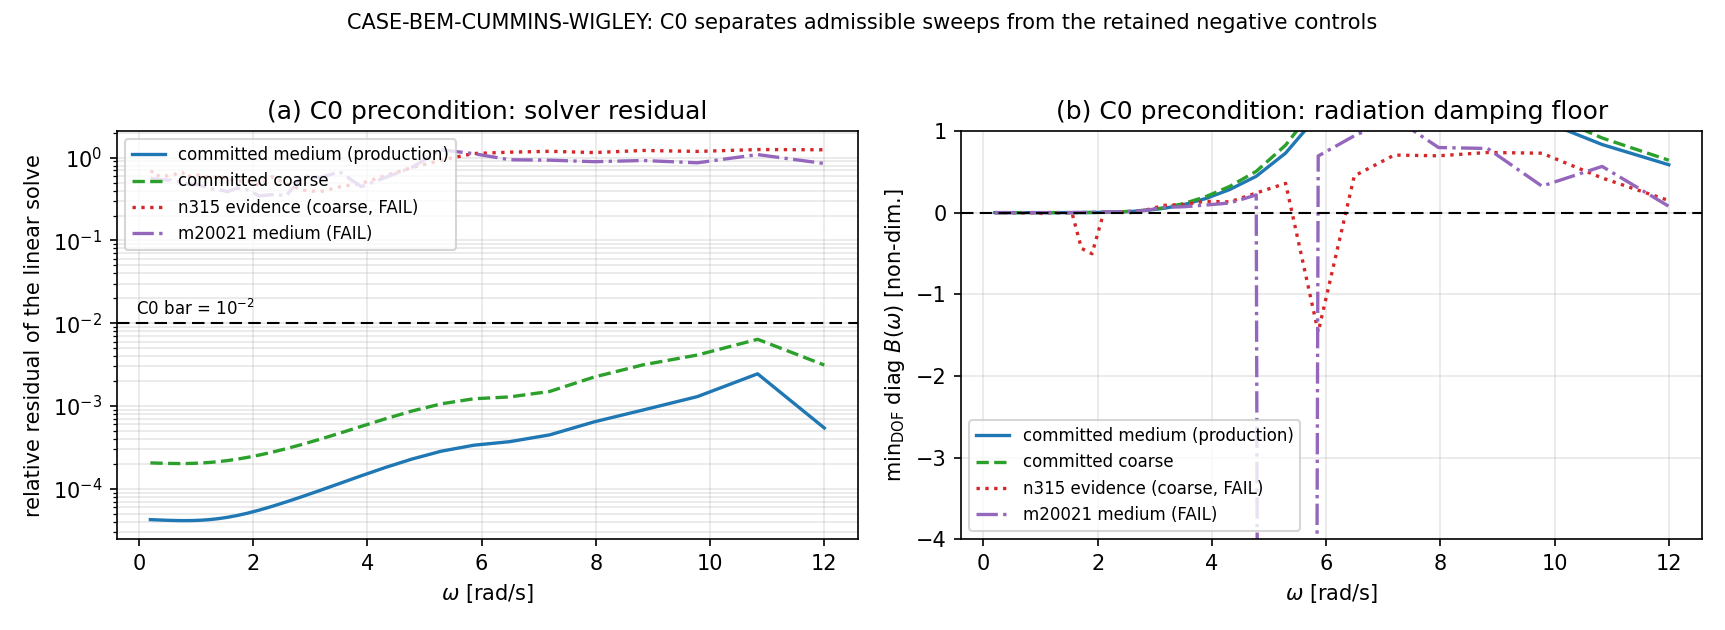 CASE-BEM-CUMMINS-WIGLEY: C0 separates admissible sweeps from the retained negative controls
(a) C0 precondition: solver residual
relative residual of the linear solve
10⁰
10⁻¹
10⁻²
10⁻³
10⁻⁴
committed medium (production)
committed coarse
n315 evidence (coarse, FAIL)
m20021 medium (FAIL)
C0 bar = 10⁻²
0 2 4 6 8 10 12
ω [rad/s]
(b) C0 precondition: radiation damping floor
min_DOF diag B(ω) [non-dim.]
1
0
−1
−2
−3
−4
committed medium (production)
committed coarse
n315 evidence (coarse, FAIL)
m20021 medium (FAIL)
0 2 4 6 8 10 12
ω [rad/s]